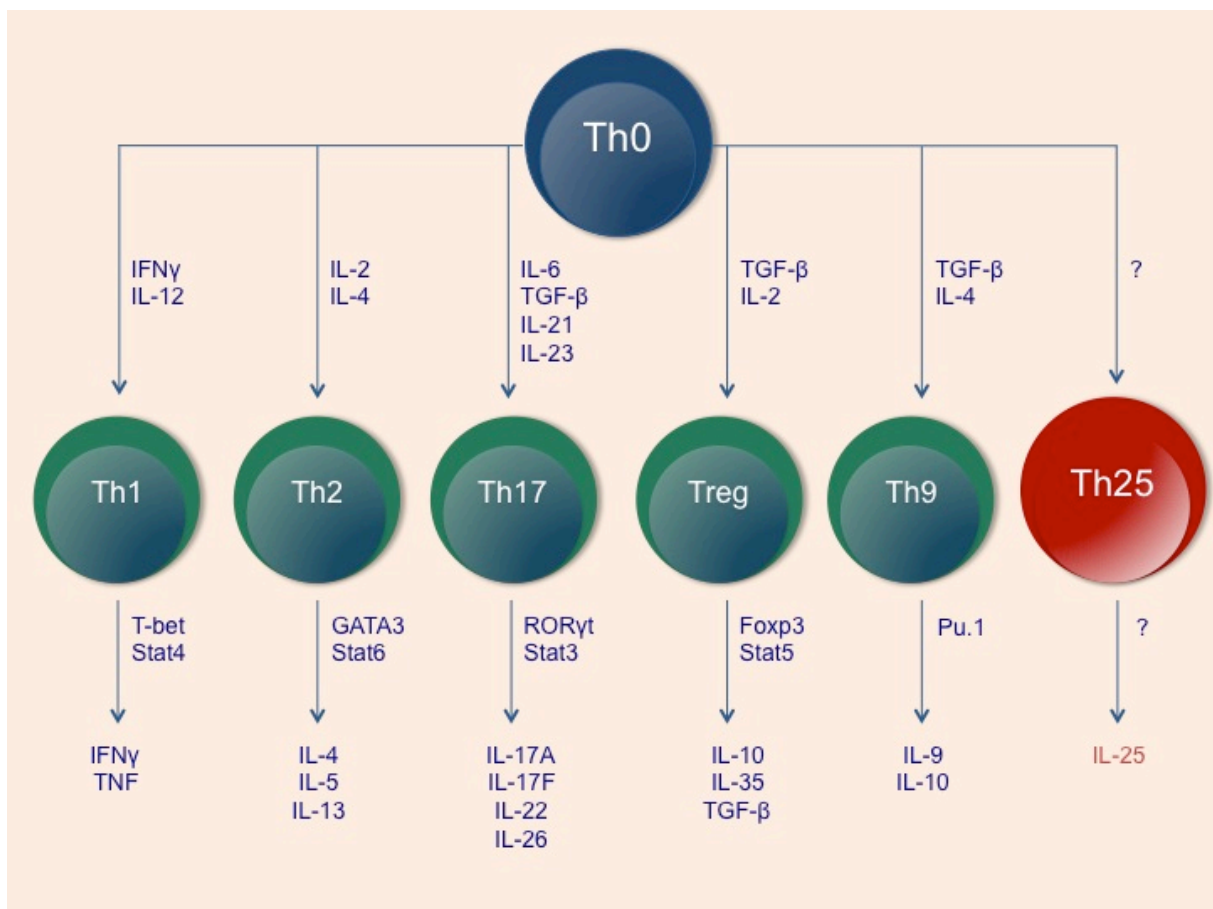 Th0
IFNγ
IL-12
IL-2
IL-4
IL-6
TGF-β
IL-21
IL-23
TGF-β
IL-2
TGF-β
IL-4
?
Th1
Th2
Th17
Treg
Th9
Th25
T-bet
Stat4
GATA3
Stat6
RORγt
Stat3
Foxp3
Stat5
Pu.1
?
IFNγ
TNF
IL-4
IL-5
IL-13
IL-17A
IL-17F
IL-22
IL-26
IL-10
IL-35
TGF-β
IL-9
IL-10
IL-25